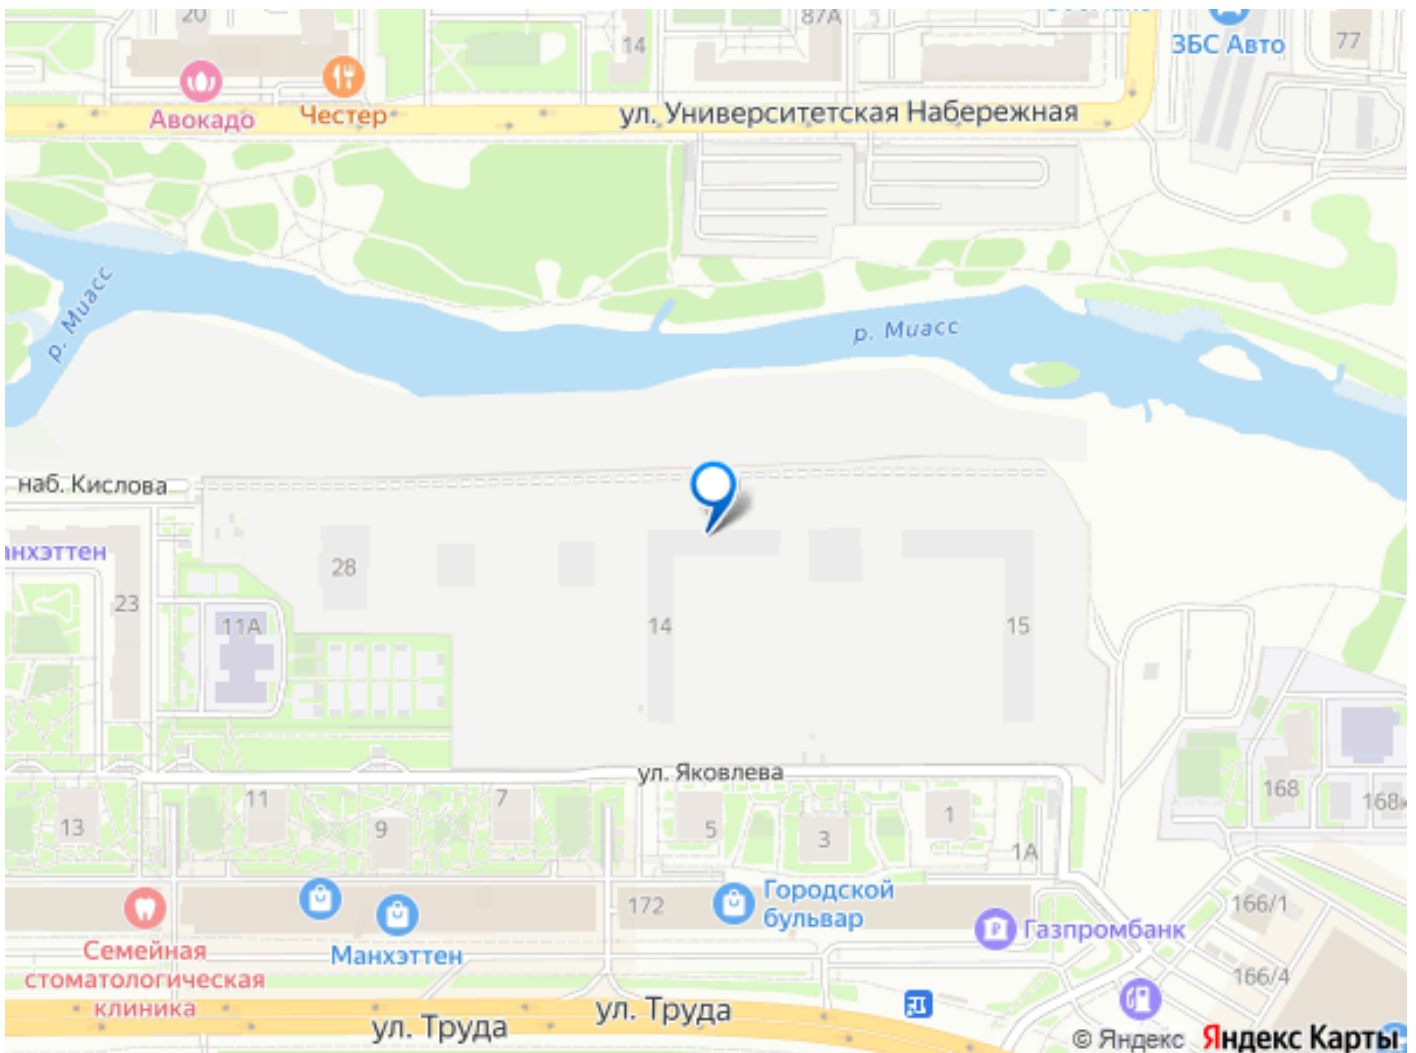 20
87А
14
ЗБС Авто
77
Авокадо
Честер
ул. Университетская Набережная
р. Миасс
р. Миасс
наб. Кислова
анхэттен
28
23
11А
14
15
ул. Яковлева
13
11
9
7
5
3
1
1А
168
168
172
Городской
бульвар
166/1
Газпромбанк
Семейная
стоматологическая
клиника
Манхэттен
166/4
ул. Труда
ул. Труда
© Яндекс Яндекс Карты